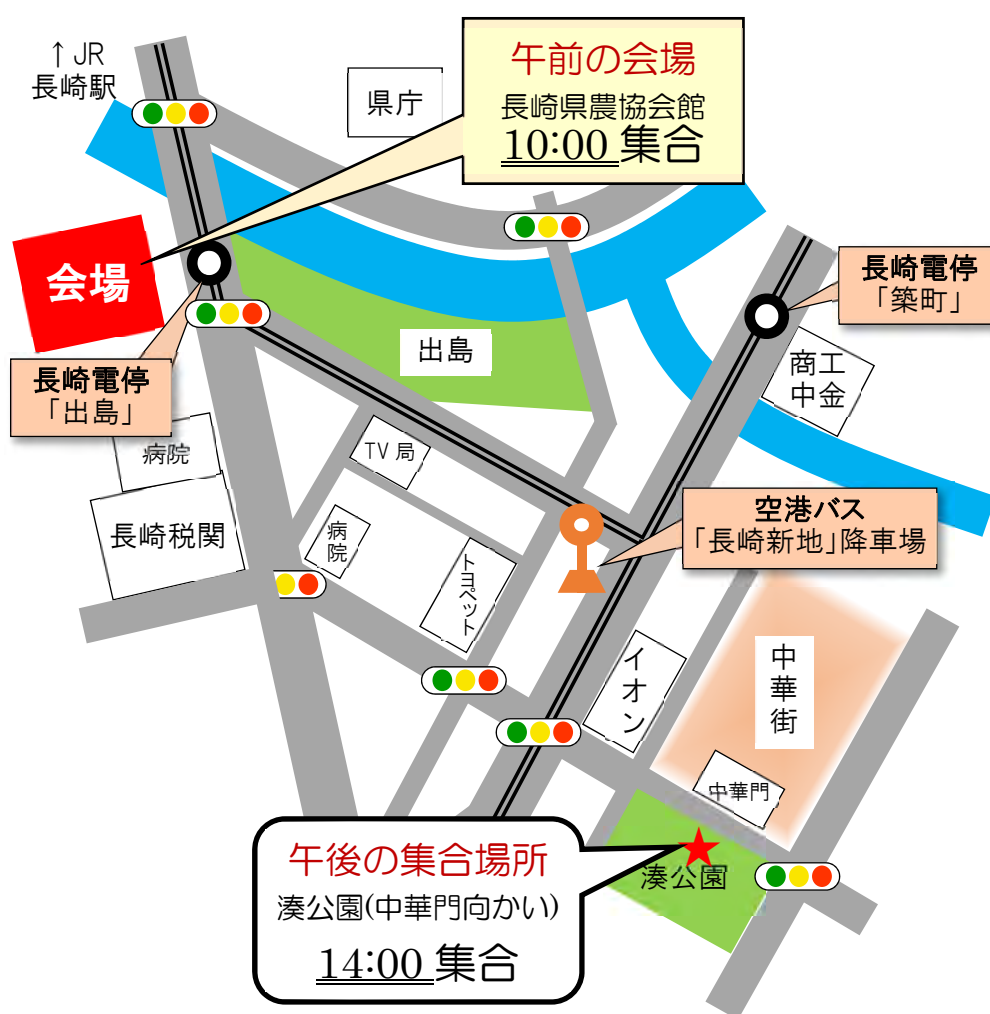 ↑JR
長崎駅
県庁
午前の会場
長崎県農協会館
10:00 集合
会場
長崎電停
「築町」
出島
商工
中金
長崎電停
「出島」
病院
TV局
長崎税関
病
院
トヨペット
空港バス
「長崎新地」降車場
イオン
中華街
中華門
午後の集合場所
湊公園(中華門向かい)
14:00 集合
湊公園